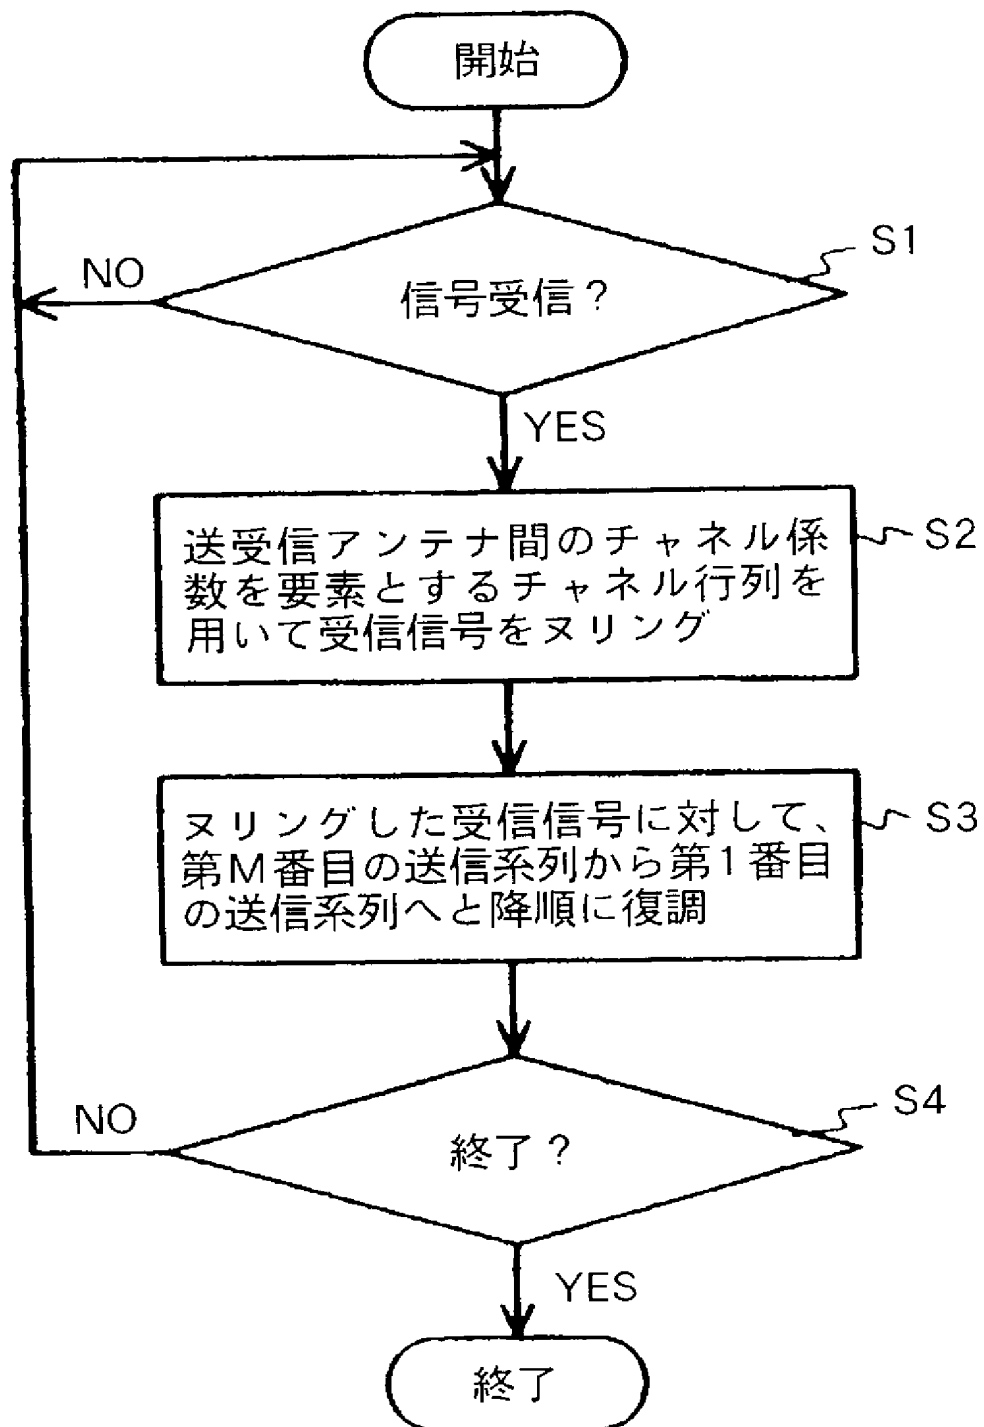 開始
S1
NO
信号受信？
YES
S2
送受信アンテナ間のチャネル係
数を要素とするチャネル行列を
用いて受信信号をヌリング
S3
ヌリングした受信信号に対して、
第M番目の送信系列から第1番目
の送信系列へと降順に復調
S4
NO
終了？
YES
終了